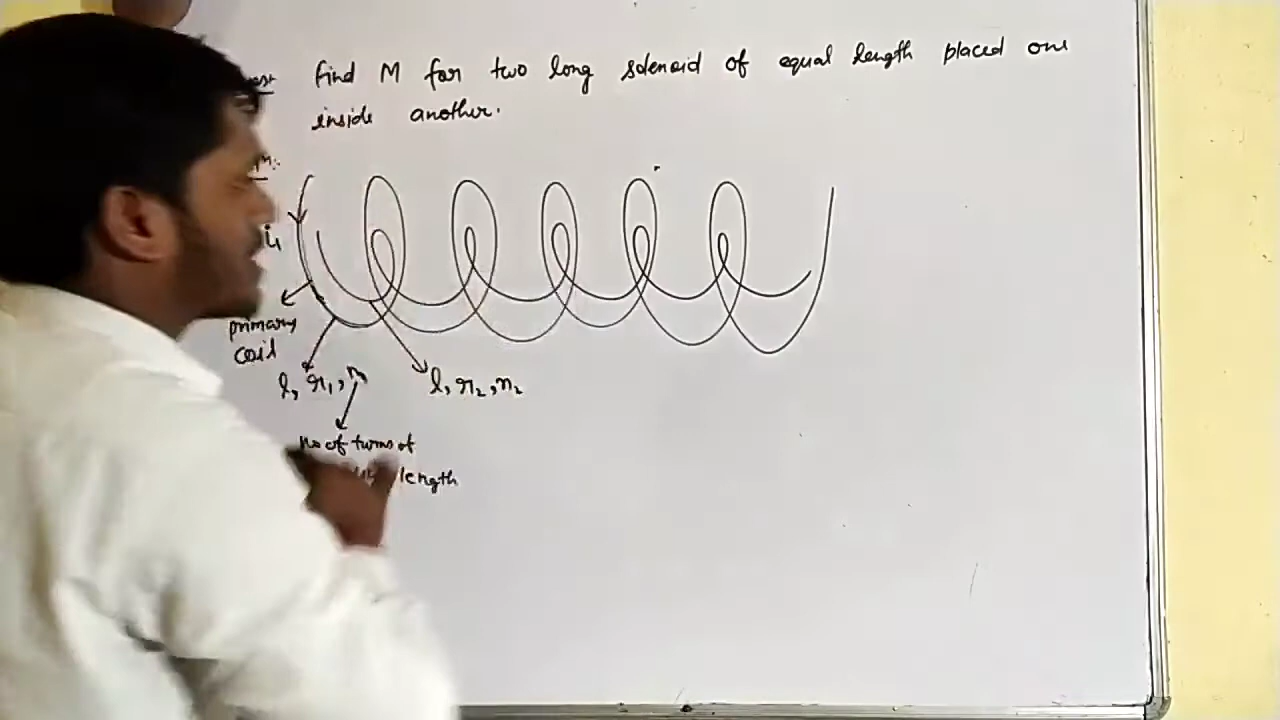 find M for two long solenoid of equal length placed one
inside another.
i₁
primary
coil
l, r₁, n
l, r₂, n₂
no of turns of
length